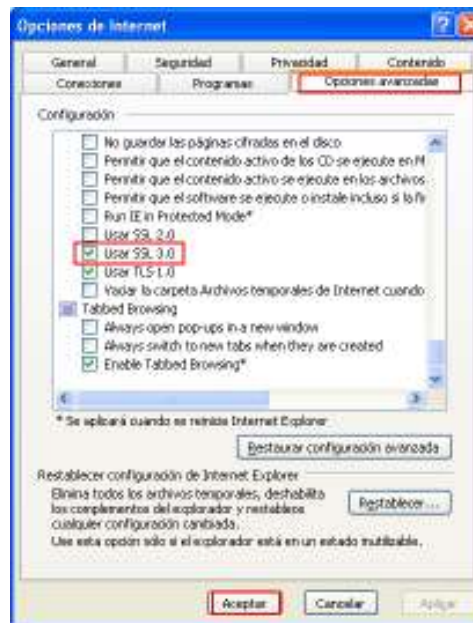 Opciones de Internet
General Seguridad Privacidad Contenido
Conexiones Programas Opciones avanzadas
Configuración
No guardar las páginas cifradas en el disco
Permitir que el contenido activo de los CD se ejecute en M
Permitir que el contenido activo se ejecute en los archivos
Permitir que el software se ejecute o instale incluso si la fir
Run IE in Protected Mode*
Usar SSL 2.0
Usar SSL 3.0
Usar TLS 1.0
Vaciar la carpeta Archivos temporales de Internet cuando
Tabbed Browsing
Always open pop-ups in a new window
Always switch to new tabs when they are created
Enable Tabbed Browsing*
* Se aplicará cuando se reinicie Internet Explorer
Restaurar configuración avanzada
Restablecer configuración de Internet Explorer
Elimina todos los archivos temporales, deshabilita
los complementos del explorador y restablece
cualquier configuración cambiada.
Restablecer...
Use esta opción sólo si el explorador está en un estado inutilizable.
Aceptar Cancelar Aplicar